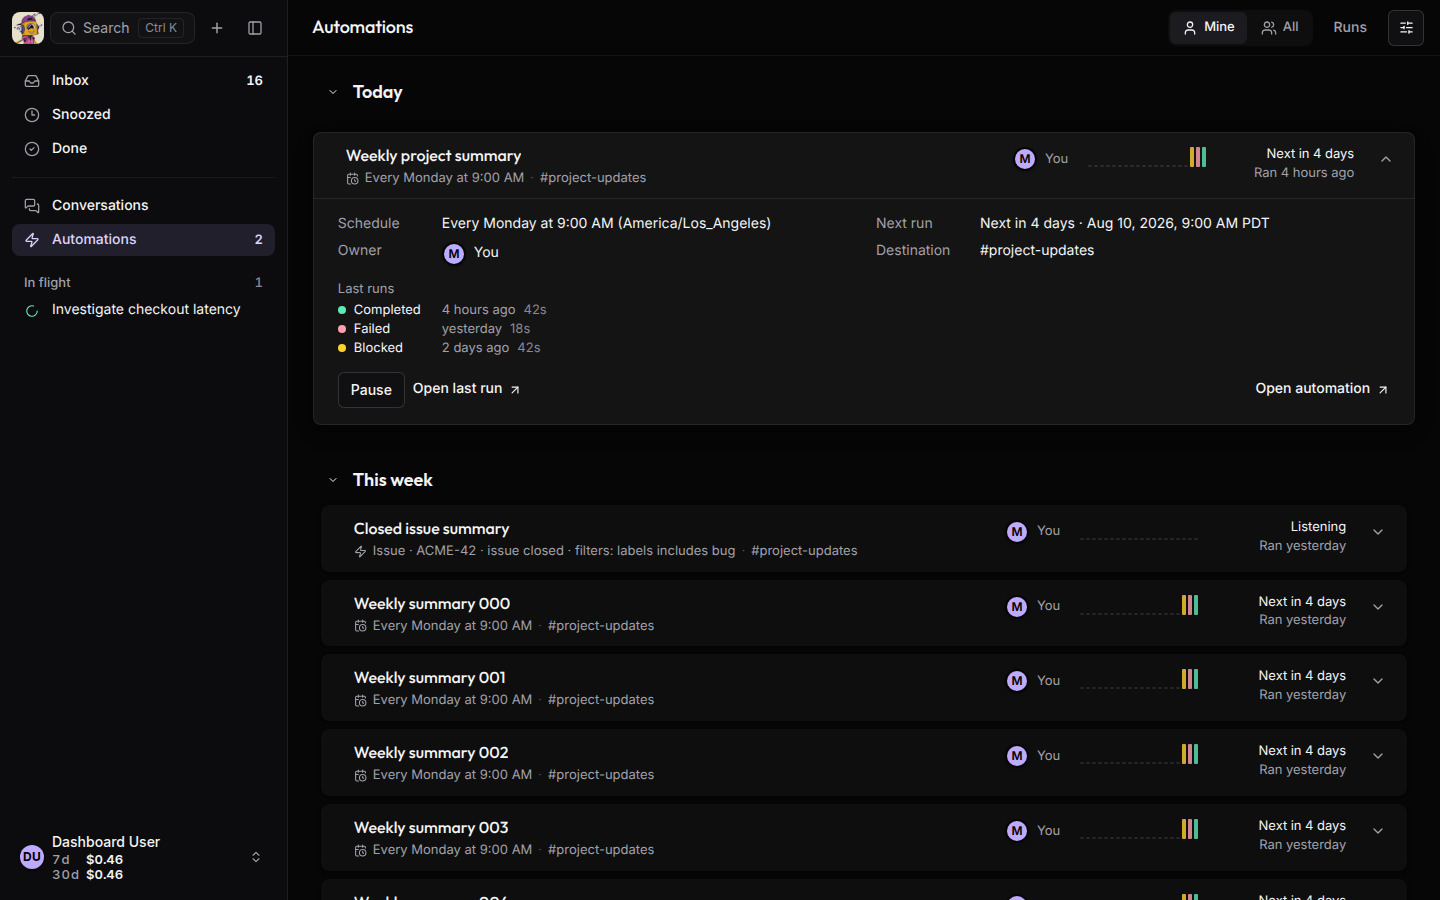 Search Ctrl K
Inbox 16
Snoozed
Done
Conversations
Automations 2
In flight 1
Investigate checkout latency
DU Dashboard User
7d $0.46
30d $0.46
Automations
Mine All Runs
Today
Weekly project summary
Every Monday at 9:00 AM · #project-updates
M You
Next in 4 days
Ran 4 hours ago
Schedule Every Monday at 9:00 AM (America/Los_Angeles)
Next run Next in 4 days · Aug 10, 2026, 9:00 AM PDT
Owner M You
Destination #project-updates
Last runs
Completed 4 hours ago 42s
Failed yesterday 18s
Blocked 2 days ago 42s
Pause Open last run
Open automation
This week
Closed issue summary
Issue · ACME-42 · issue closed · filters: labels includes bug · #project-updates
M You
Listening
Ran yesterday
Weekly summary 000
Every Monday at 9:00 AM · #project-updates
M You
Next in 4 days
Ran yesterday
Weekly summary 001
Every Monday at 9:00 AM · #project-updates
M You
Next in 4 days
Ran yesterday
Weekly summary 002
Every Monday at 9:00 AM · #project-updates
M You
Next in 4 days
Ran yesterday
Weekly summary 003
Every Monday at 9:00 AM · #project-updates
M You
Next in 4 days
Ran yesterday